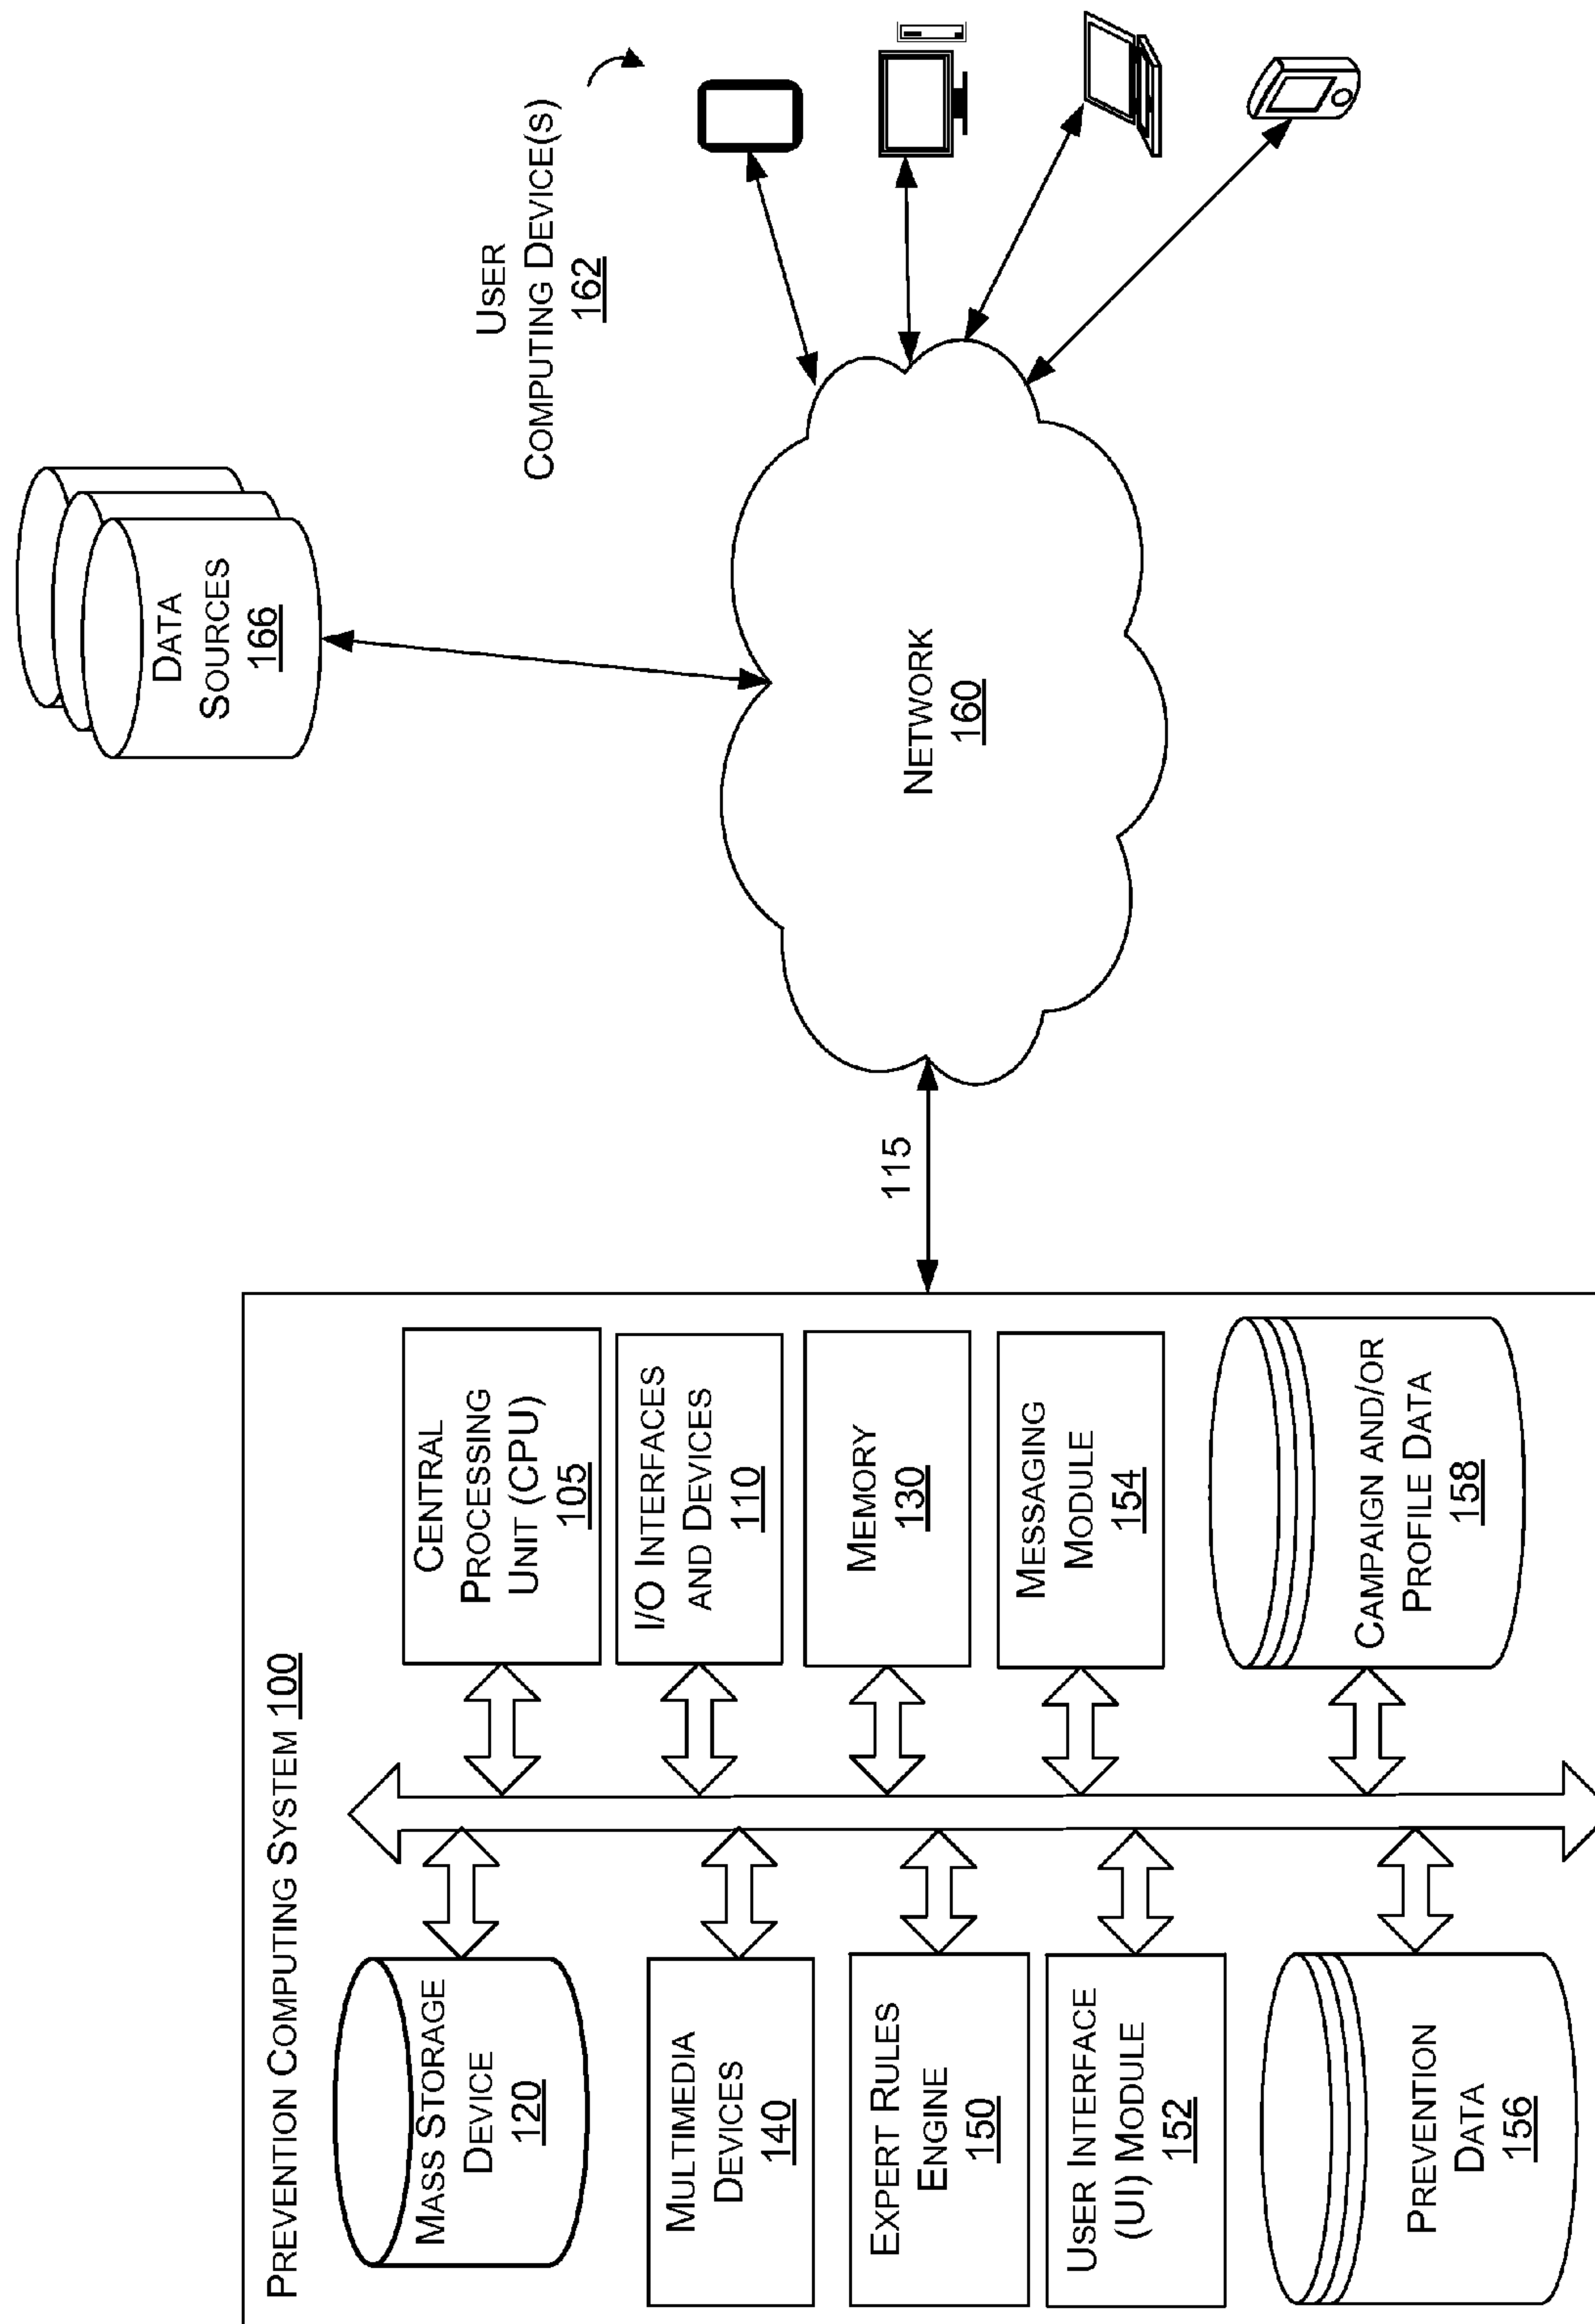 PREVENTION COMPUTING SYSTEM 100
MASS STORAGE
DEVICE
120
MULTIMEDIA
DEVICES
140
EXPERT RULES
ENGINE
150
USER INTERFACE
(UI) MODULE
152
PREVENTION
DATA
156
CENTRAL
PROCESSING
UNIT (CPU)
105
I/O INTERFACES
AND DEVICES
110
MEMORY
130
MESSAGING
MODULE
154
CAMPAIGN AND/OR
PROFILE DATA
158
115
NETWORK
160
DATA
SOURCES
166
USER
COMPUTING DEVICE(S)
162